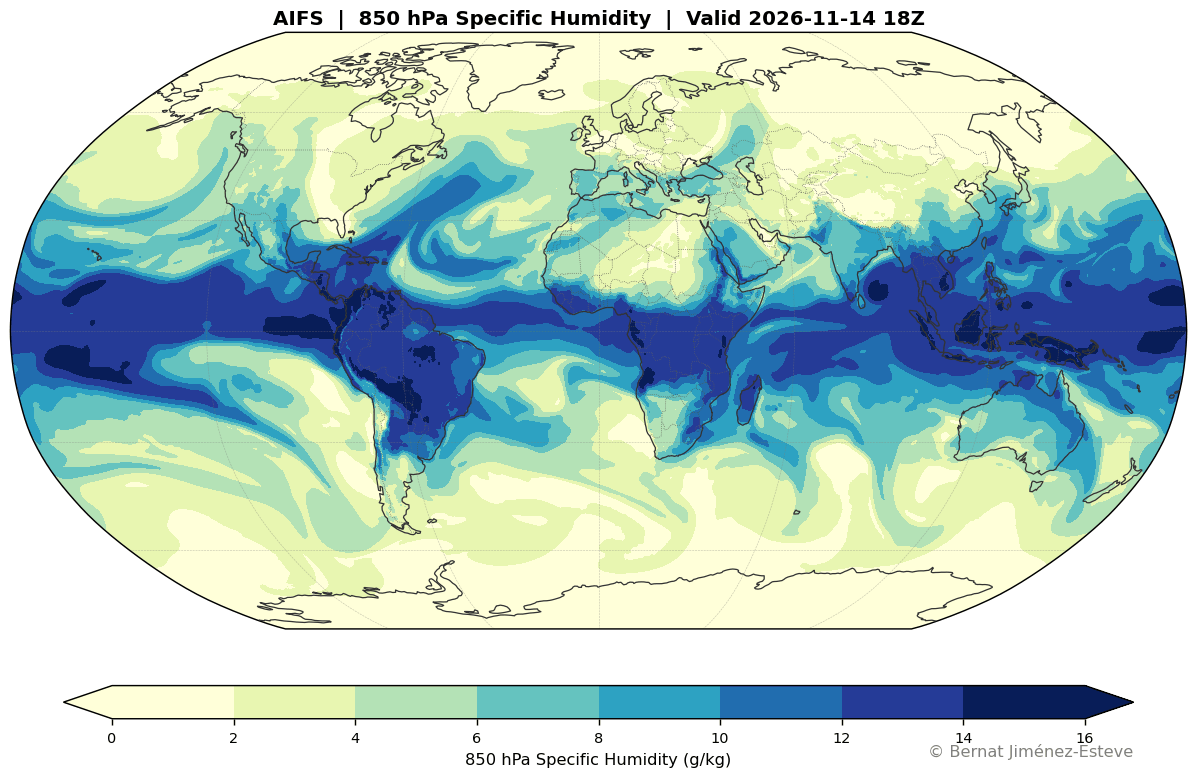 AIFS  |  850 hPa Specific Humidity  |  Valid 2026-11-14 18Z
0 2 4 6 8 10 12 14 16
850 hPa Specific Humidity (g/kg)
© Bernat Jiménez-Esteve